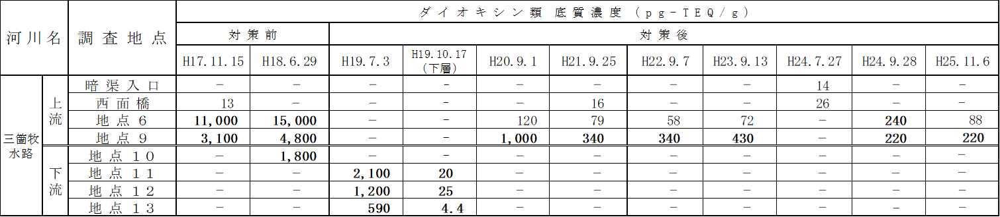 河川名 調査地点 ダイオキシン類 底質濃度 (pg-TEQ/g)
対策前 対策後
H17.11.15 H18.6.29 H19.7.3 H19.10.17 (下層) H20.9.1 H21.9.25 H22.9.7 H23.9.13 H24.7.27 H24.9.28 H25.11.6
三箇牧水路 上流 暗渠入口 － － － - － － － － 14 － －
西面橋 13 － － - － 16 － － 26 － －
地点6 11,000 15,000 － - 120 79 58 72 － 240 88
地点9 3,100 4,800 － - 1,000 340 340 430 － 220 220
下流 地点10 － 1,800 － - － － － － － － －
地点11 － － 2,100 20 － － － － － － －
地点12 － － 1,200 25 － － － － － － －
地点13 － － 590 4.4 － － － － － － －